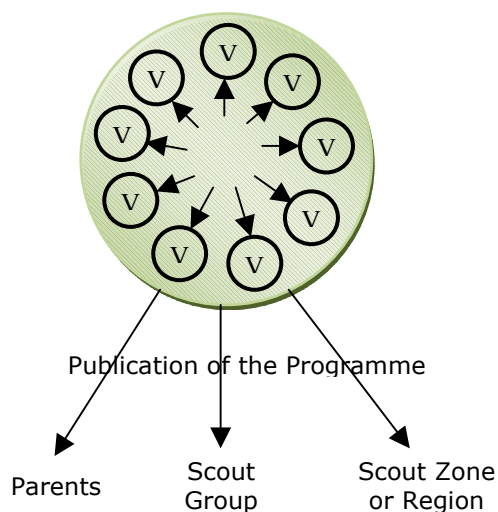 V
V
V
V
V
V
V
V
V
Publication of the Programme
Parents
Scout
Group
Scout Zone
or Region